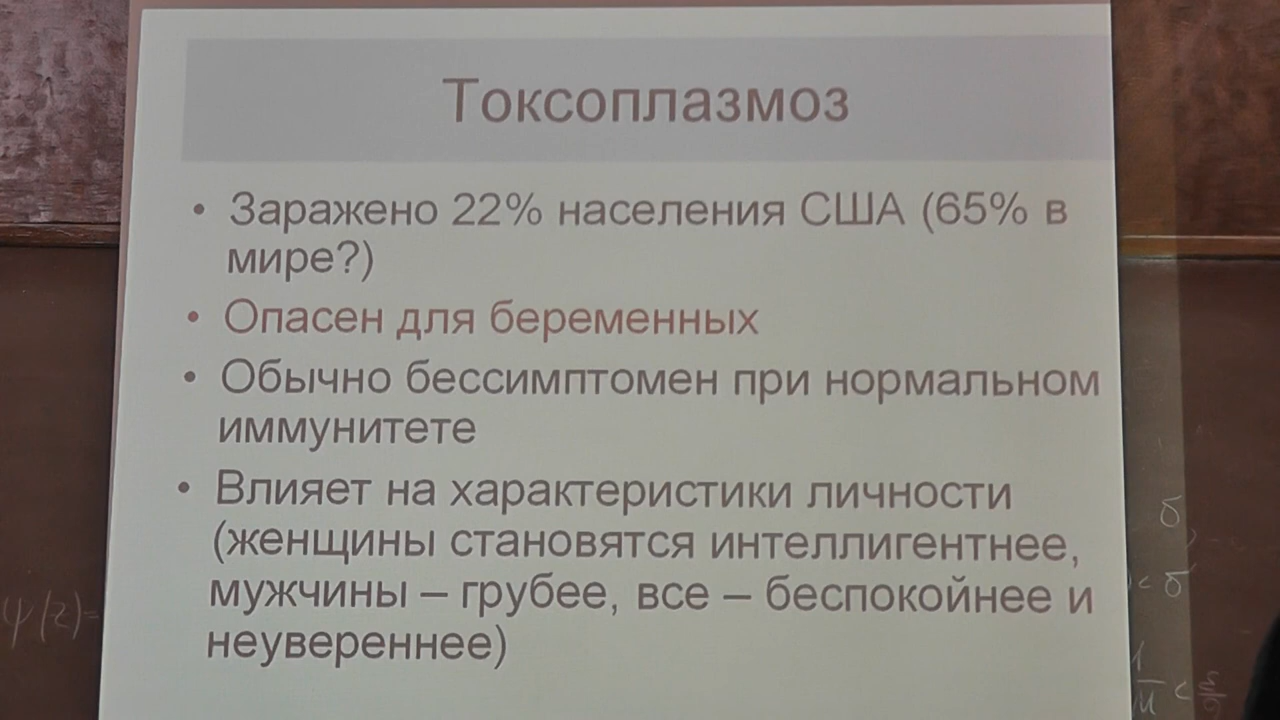 Токсоплазмоз
• Заражено 22% населения США (65% в
мире?)
• Опасен для беременных
• Обычно бессимптомен при нормальном
иммунитете
• Влияет на характеристики личности
(женщины становятся интеллигентнее,
мужчины – грубее, все – беспокойнее и
неувереннее)
ψ(z)=